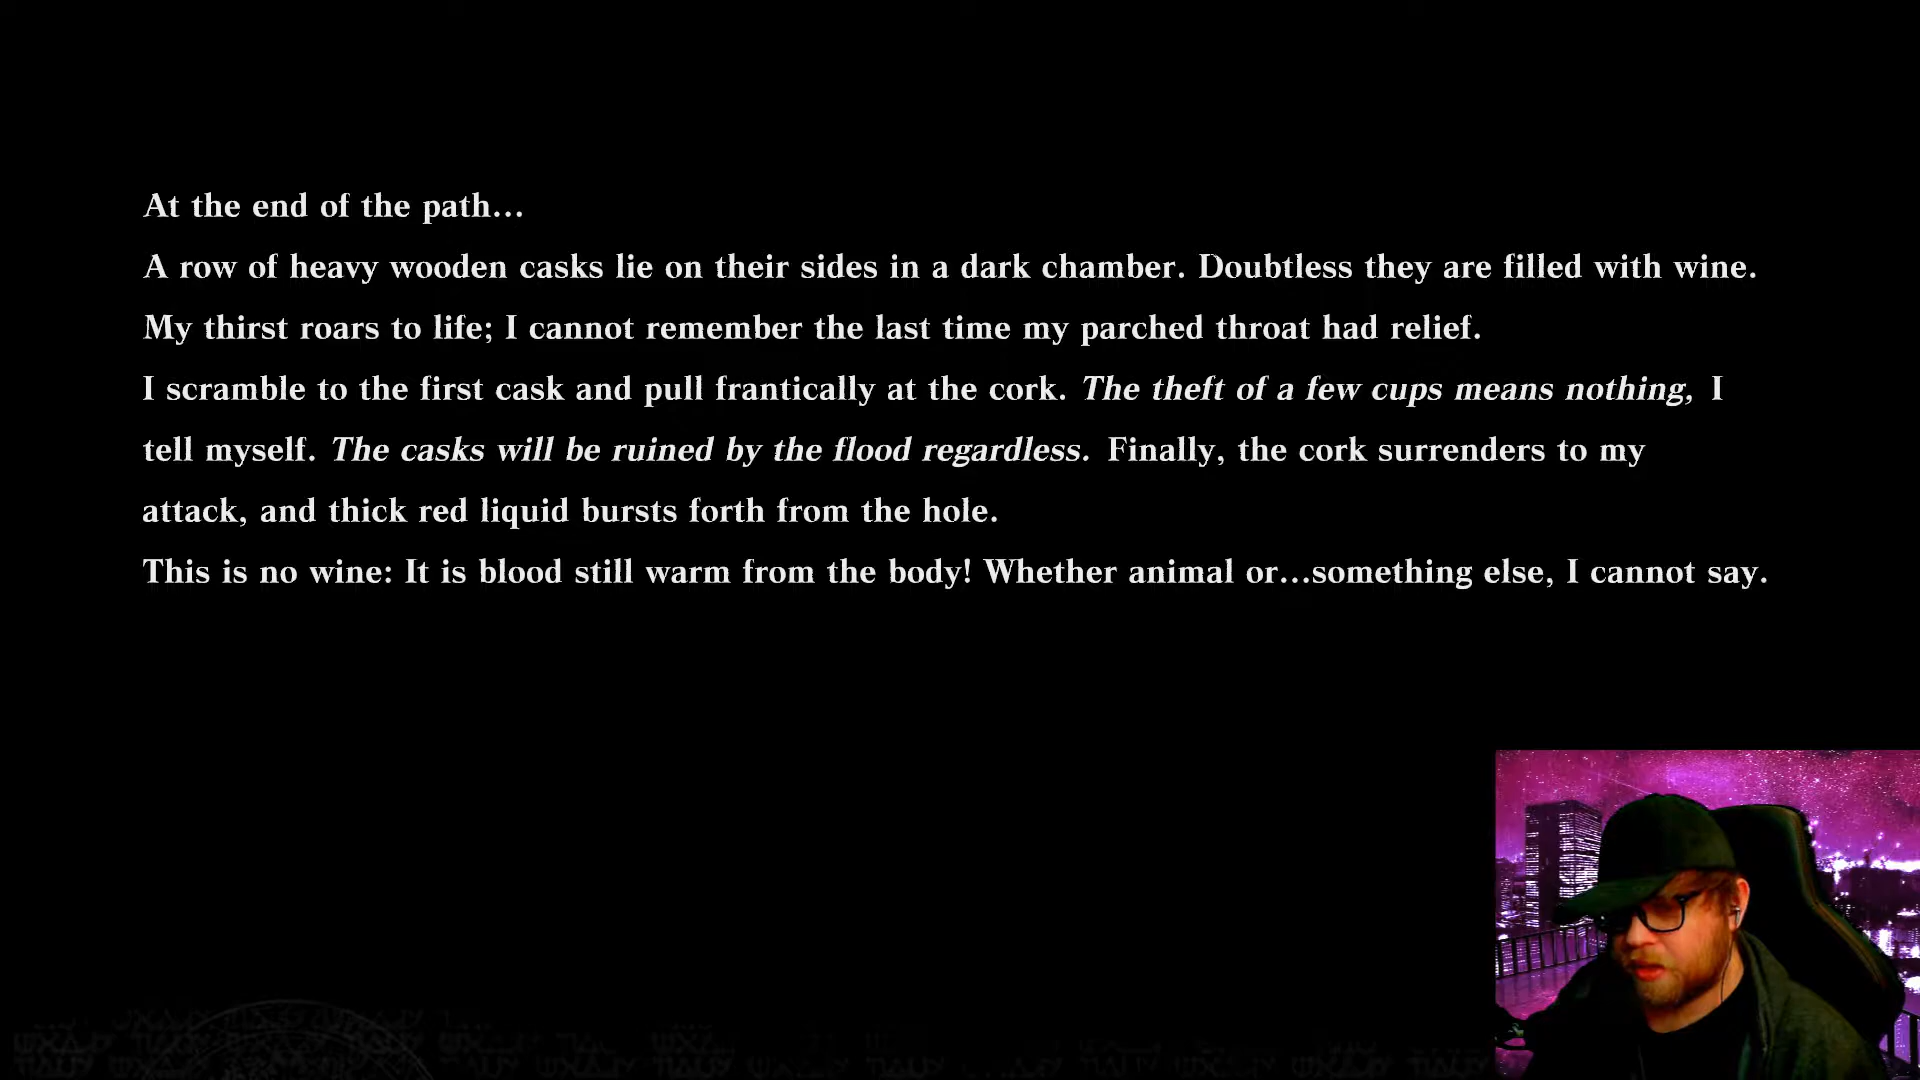 At the end of the path...
A row of heavy wooden casks lie on their sides in a dark chamber. Doubtless they are filled with wine.
My thirst roars to life; I cannot remember the last time my parched throat had relief.
I scramble to the first cask and pull frantically at the cork. The theft of a few cups means nothing, I
tell myself. The casks will be ruined by the flood regardless. Finally, the cork surrenders to my
attack, and thick red liquid bursts forth from the hole.
This is no wine: It is blood still warm from the body! Whether animal or...something else, I cannot say.